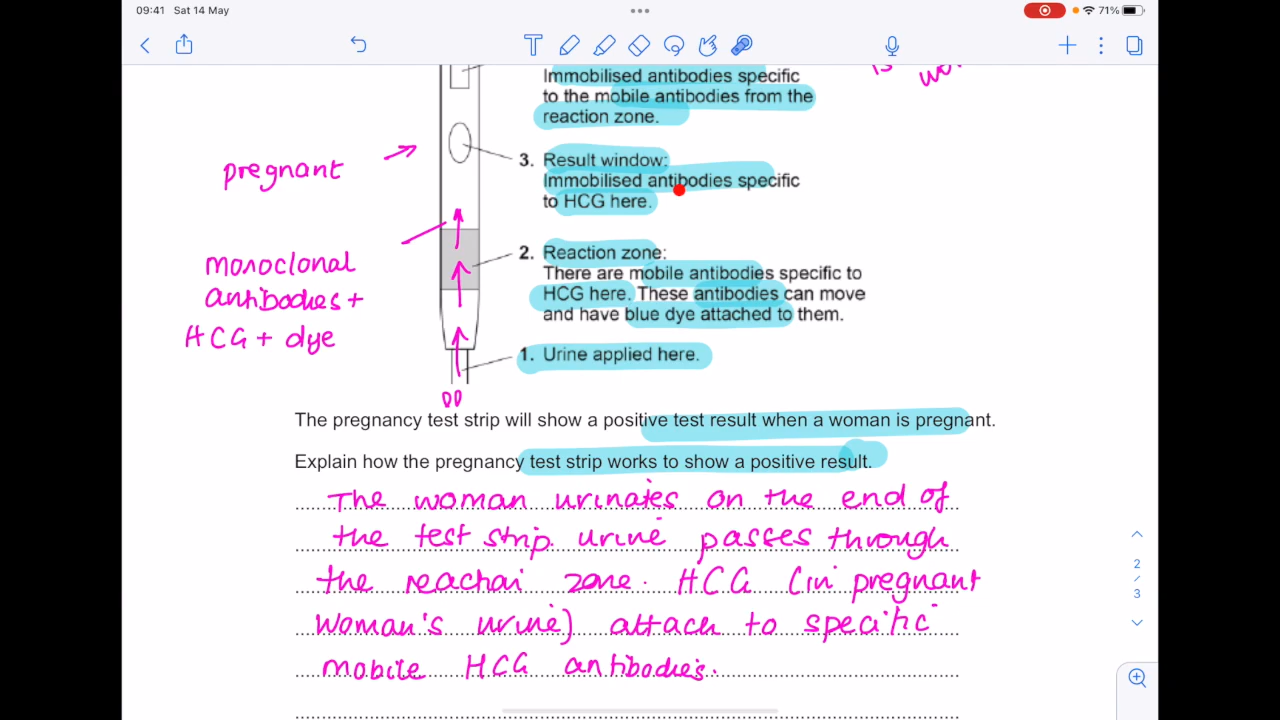 09:41 Sat 14 May
71%
Immobilised antibodies specific
to the mobile antibodies from the
reaction zone.
is
3. Result window:
Immobilised antibodies specific
to HCG here.
pregnant
2. Reaction zone:
There are mobile antibodies specific to
HCG here. These antibodies can move
and have blue dye attached to them.
monoclonal
antibodies +
HCG + dye
1. Urine applied here.
The pregnancy test strip will show a positive test result when a woman is pregnant.
Explain how the pregnancy test strip works to show a positive result.
The woman urinates on the end of
the test strip. urine passes through
the reactiai zone. HCG (in pregnant
woman's urine) attach to specific
mobile HCG antibodies.
2
/
3